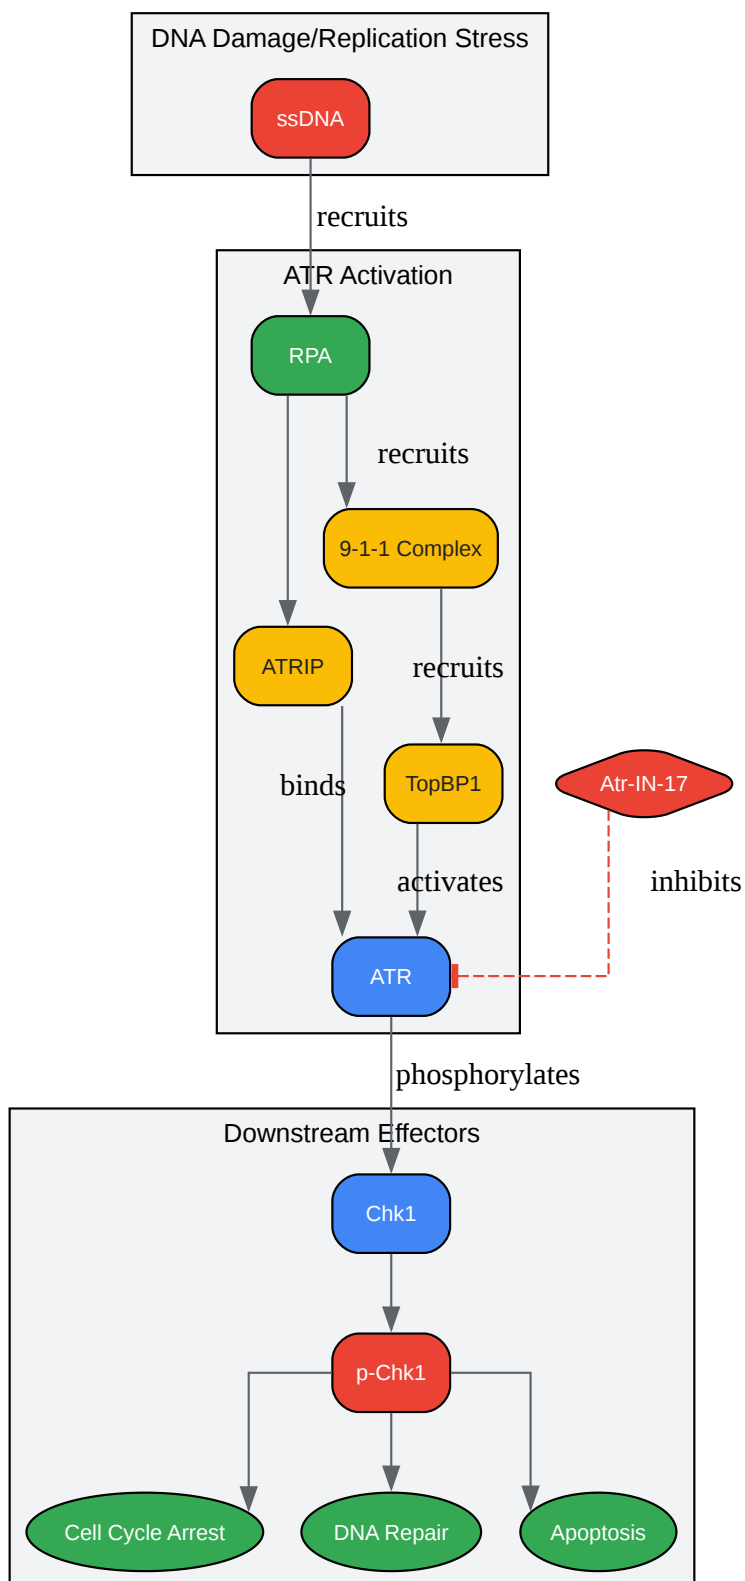 DNA Damage/Replication Stress
ssDNA
recruits
ATR Activation
RPA
recruits
9-1-1 Complex
ATRIP
recruits
binds
TopBP1
Atr-IN-17
activates
inhibits
ATR
phosphorylates
Downstream Effectors
Chk1
p-Chk1
Cell Cycle Arrest
DNA Repair
Apoptosis